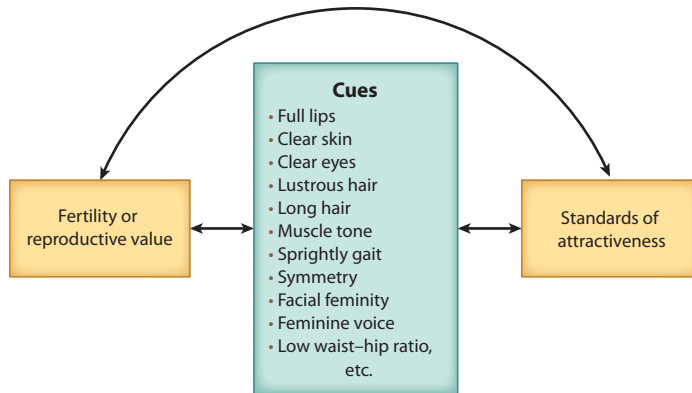 Cues
• Full lips
• Clear skin
• Clear eyes
• Lustrous hair
• Long hair
• Muscle tone
• Sprightly gait
• Symmetry
• Facial feminity
• Feminine voice
• Low waist–hip ratio,
etc.
Fertility or
reproductive value
Standards of
attractiveness